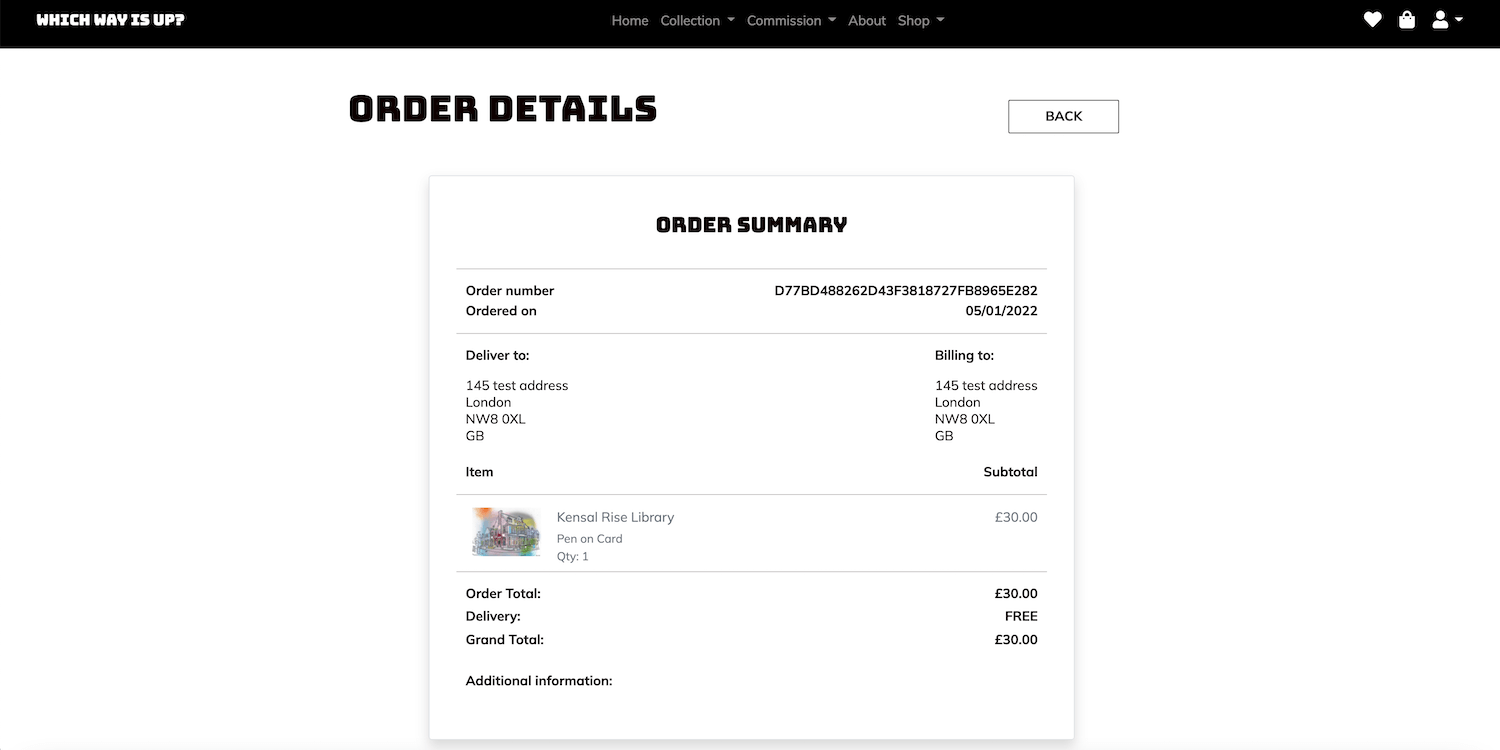 WHICH WAY IS UP?
Home Collection Commission About Shop
ORDER DETAILS
BACK
ORDER SUMMARY
Order number D77BD488262D43F3818727FB8965E282
Ordered on 05/01/2022
Deliver to: Billing to:
145 test address 145 test address
London London
NW8 0XL NW8 0XL
GB GB
Item Subtotal
Kensal Rise Library £30.00
Pen on Card
Qty: 1
Order Total: £30.00
Delivery: FREE
Grand Total: £30.00
Additional information: